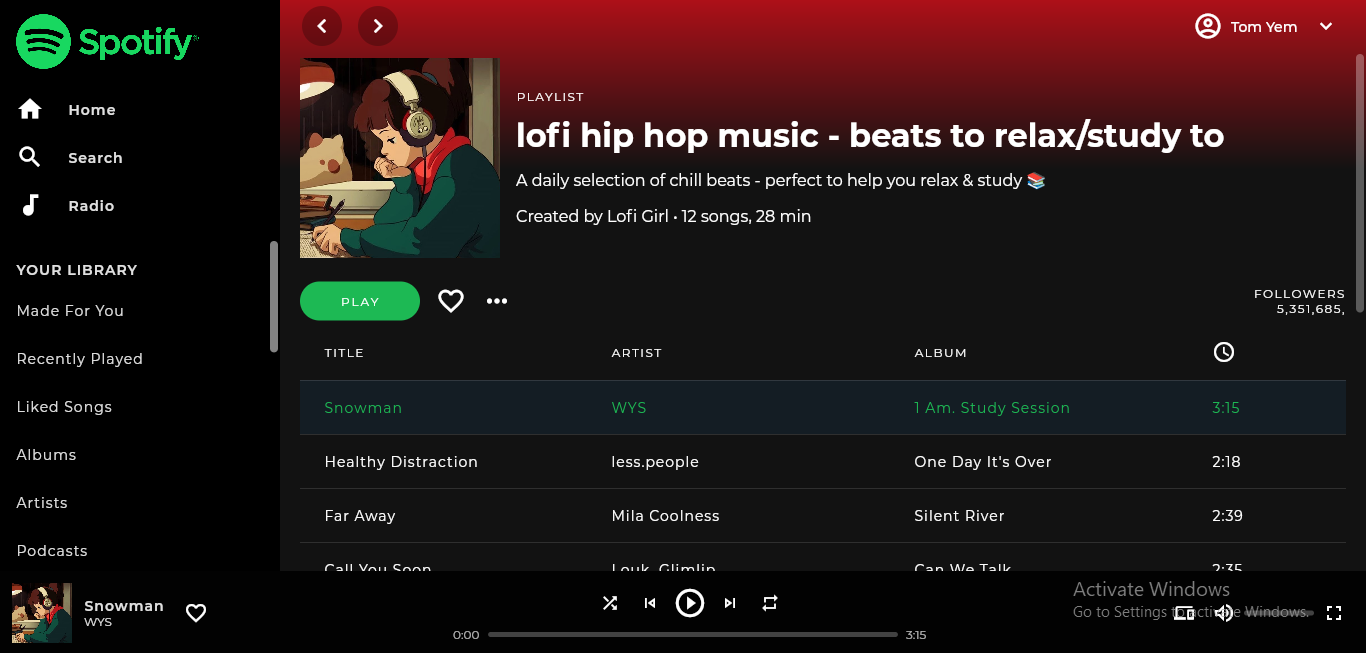 Spotify
Home
Search
Radio
YOUR LIBRARY
Made For You
Recently Played
Liked Songs
Albums
Artists
Podcasts
Tom Yem
PLAYLIST
lofi hip hop music - beats to relax/study to
A daily selection of chill beats - perfect to help you relax & study 📚
Created by Lofi Girl • 12 songs, 28 min
PLAY
FOLLOWERS
5,351,685,
TITLE ARTIST ALBUM
Snowman WYS 1 Am. Study Session 3:15
Healthy Distraction less.people One Day It's Over 2:18
Far Away Mila Coolness Silent River 2:39
Call You Soon Louk, Glimlip Can We Talk 2:35
Snowman
WYS
0:00 3:15
Activate Windows
Go to Settings to activate Windows.